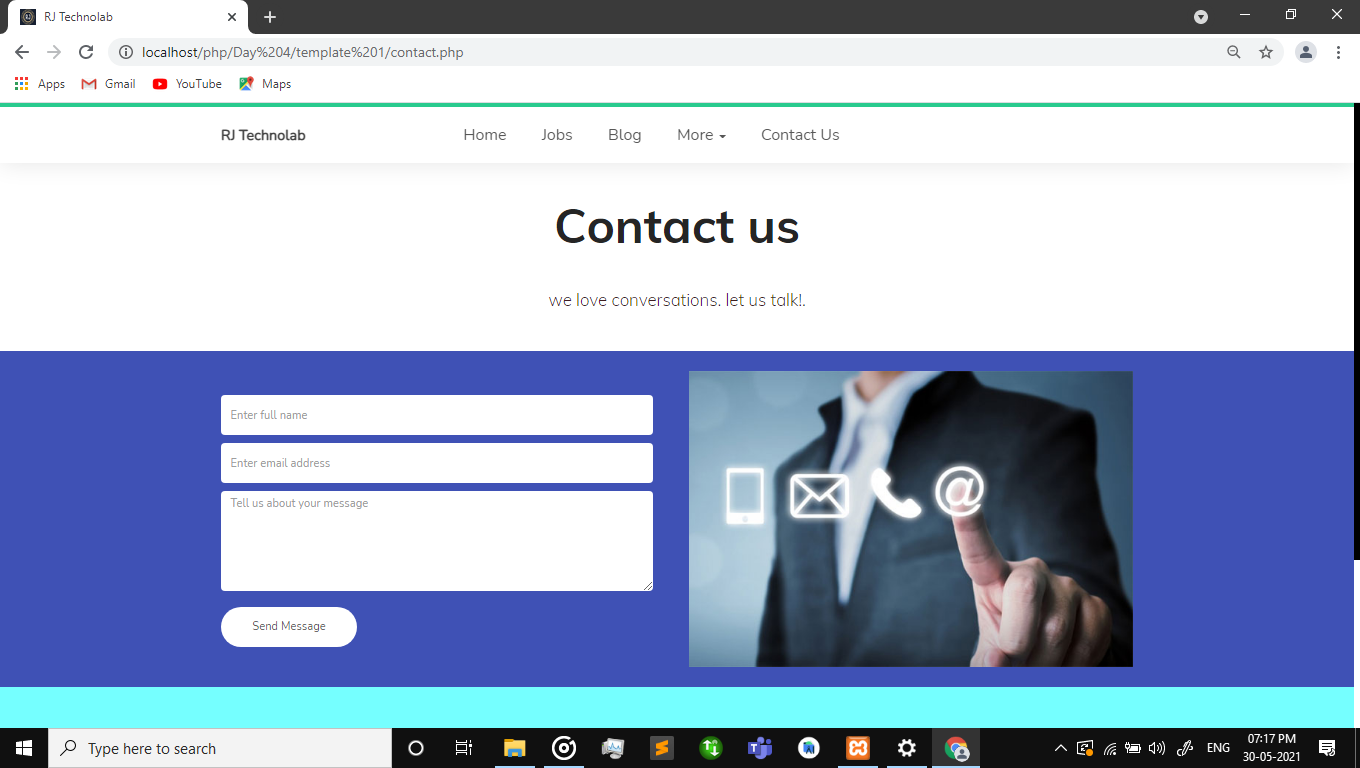 RJ Technolab
localhost/php/Day%204/template%201/contact.php
Apps Gmail YouTube Maps
RJ Technolab Home Jobs Blog More Contact Us
Contact us
we love conversations. let us talk!.
Enter full name
Enter email address
Tell us about your message
Send Message
@
Type here to search
ENG
07:17 PM
30-05-2021